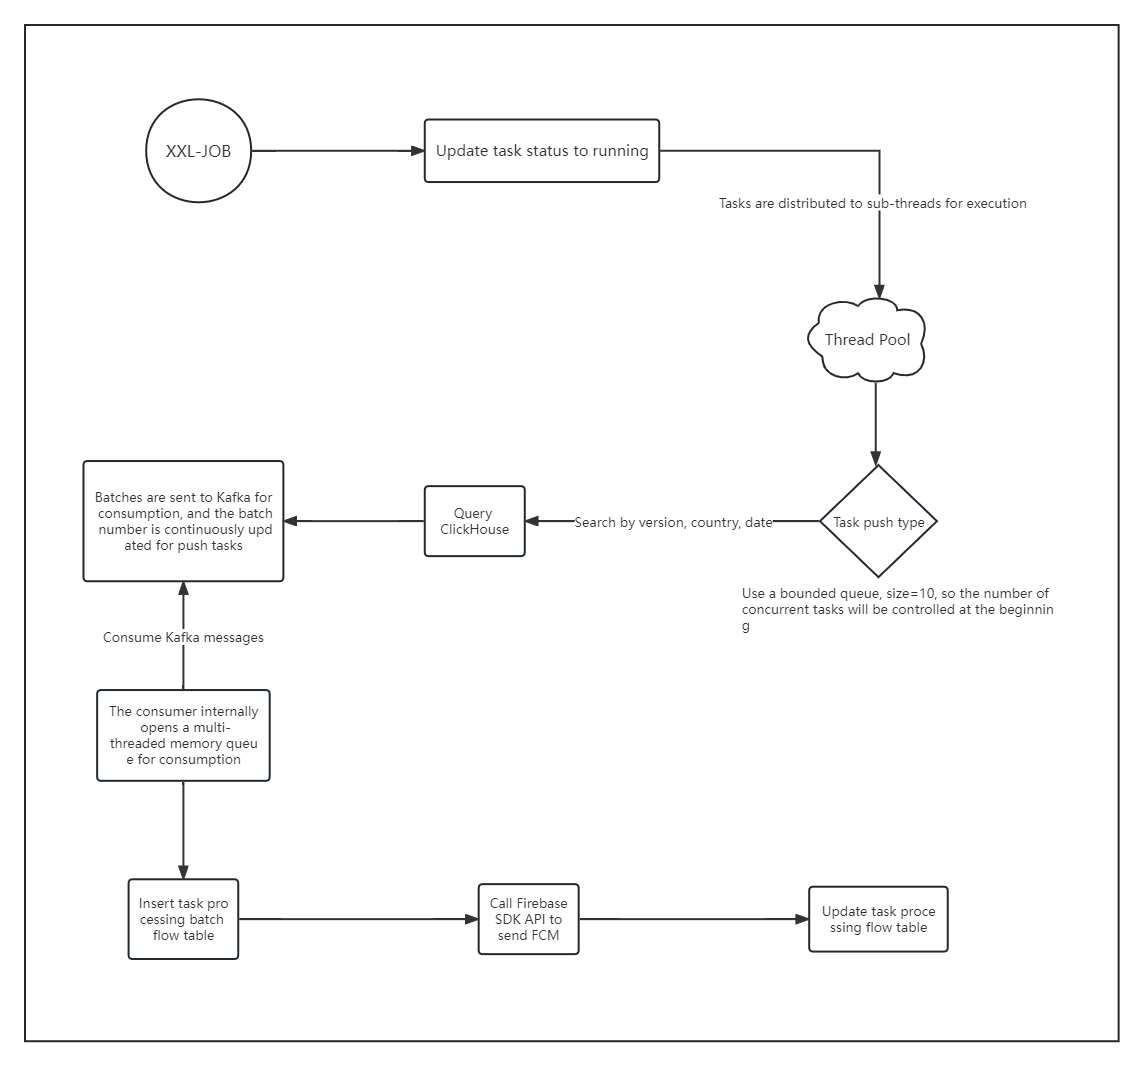 XXL-JOB
Update task status to running
Tasks are distributed to sub-threads for execution
Thread Pool
Batches are sent to Kafka for
consumption, and the batch
number is continuously upd
ated for push tasks
Query
ClickHouse
Search by version, country, date
Task push type
Use a bounded queue, size=10, so the number of
concurrent tasks will be controlled at the beginnin
g
Consume Kafka messages
The consumer internally
opens a multi-
threaded memory queu
e for consumption
Insert task pro
cessing batch
flow table
Call Firebase
SDK API to
send FCM
Update task proce
ssing flow table